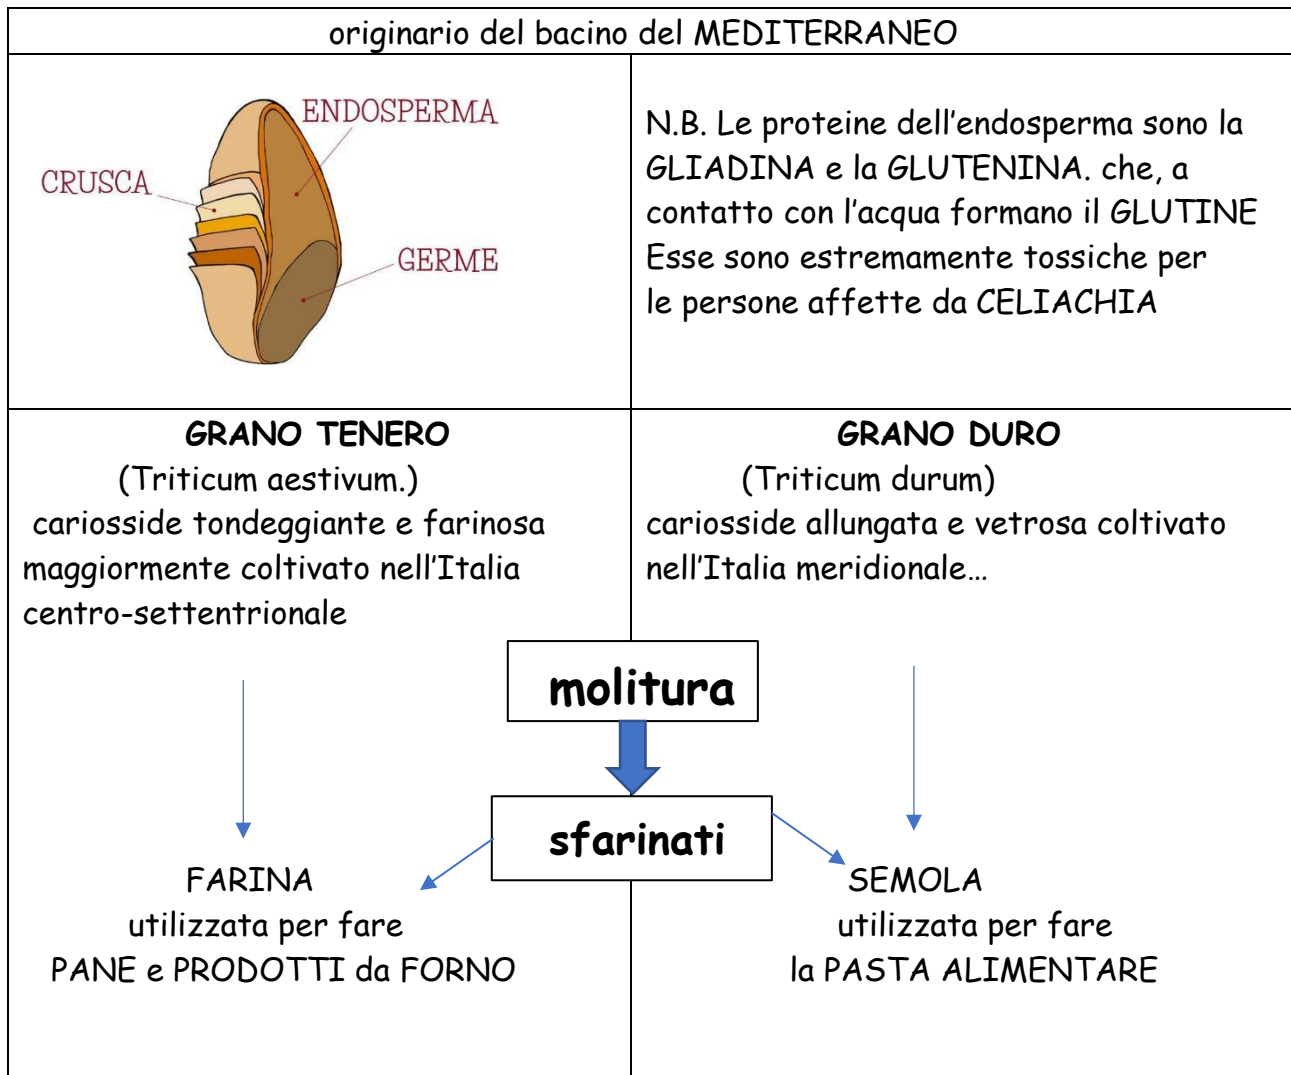 originario del bacino del MEDITERRANEO
ENDOSPERMA
CRUSCA
GERME
N.B. Le proteine dell'endosperma sono la
GLIADINA e la GLUTENINA. che, a
contatto con l'acqua formano il GLUTINE
Esse sono estremamente tossiche per
le persone affette da CELIACHIA
GRANO TENERO
(Triticum aestivum.)
cariosside tondeggiante e farinosa
maggiormente coltivato nell'Italia
centro-settentrionale
GRANO DURO
(Triticum durum)
cariosside allungata e vetrosa coltivato
nell'Italia meridionale…
molitura
sfarinati
FARINA
utilizzata per fare
PANE e PRODOTTI da FORNO
SEMOLA
utilizzata per fare
la PASTA ALIMENTARE